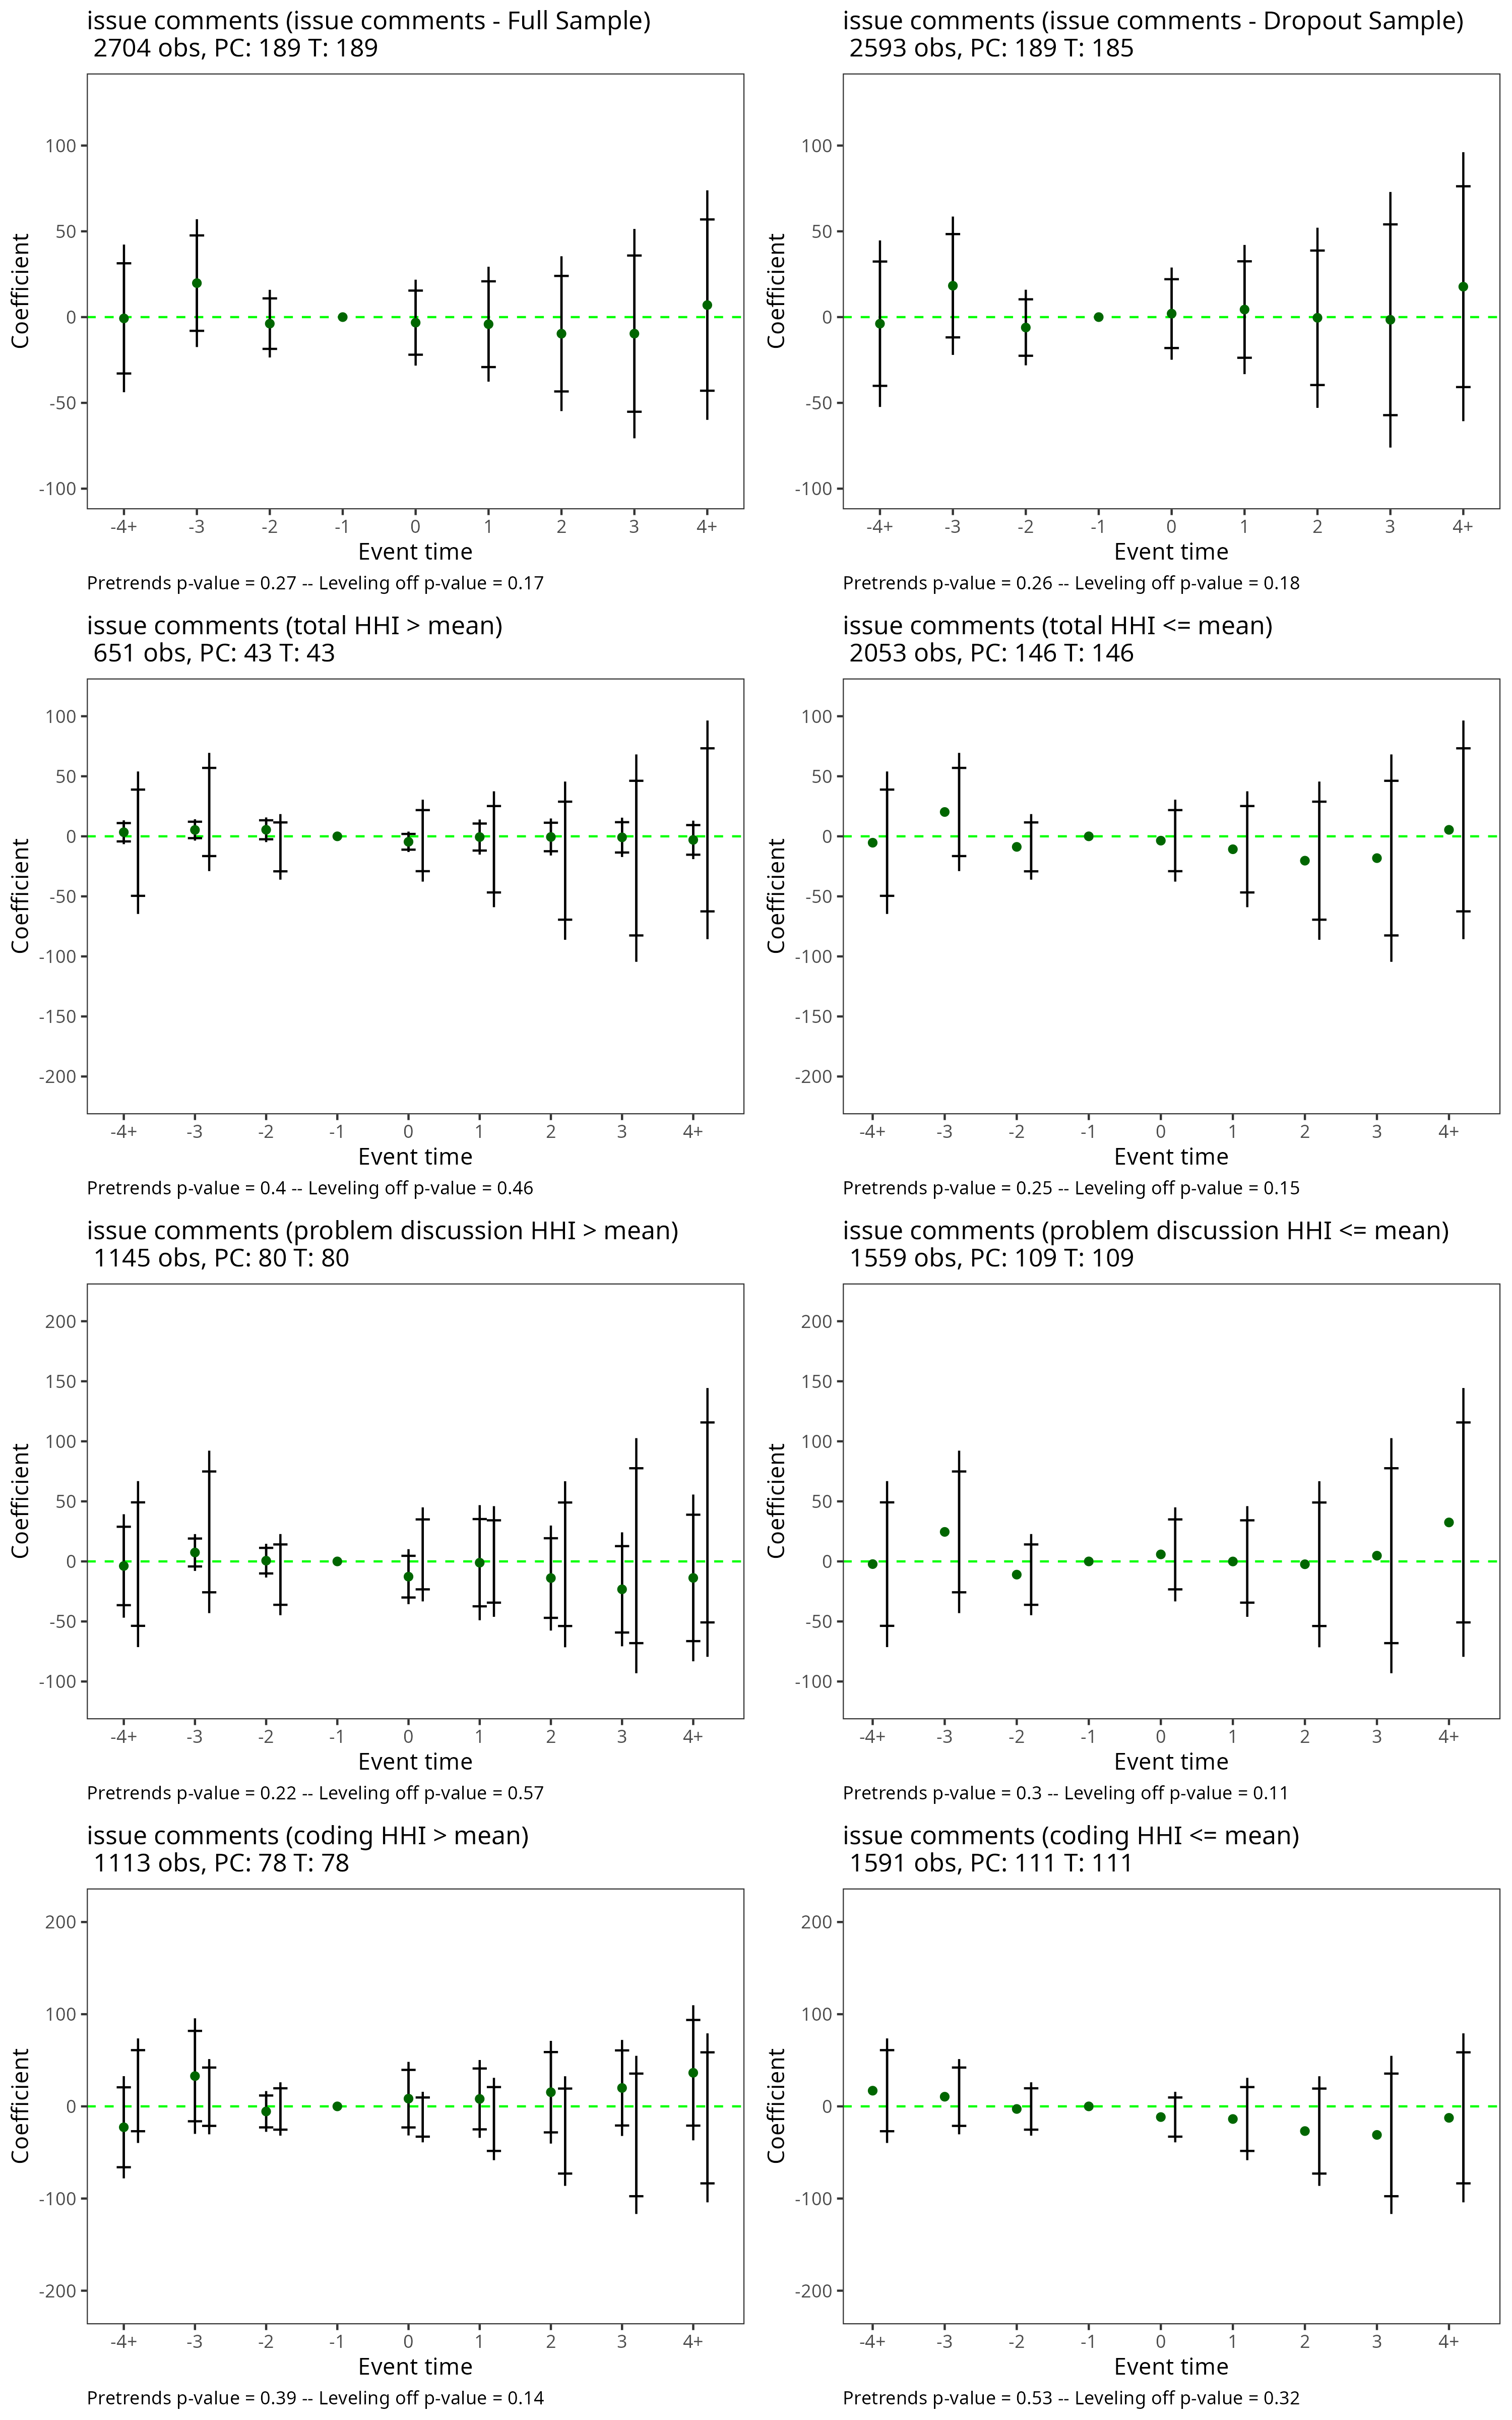 issue comments (issue comments - Full Sample)
2704 obs, PC: 189 T: 189
100
50
0
-50
-100
Coefficient
-4+ -3 -2 -1 0 1 2 3 4+
Event time
Pretrends p-value = 0.27 -- Leveling off p-value = 0.17
issue comments (issue comments - Dropout Sample)
2593 obs, PC: 189 T: 185
100
50
0
-50
-100
Coefficient
-4+ -3 -2 -1 0 1 2 3 4+
Event time
Pretrends p-value = 0.26 -- Leveling off p-value = 0.18
issue comments (total HHI > mean)
651 obs, PC: 43 T: 43
100
50
0
-50
-100
-150
-200
Coefficient
-4+ -3 -2 -1 0 1 2 3 4+
Event time
Pretrends p-value = 0.4 -- Leveling off p-value = 0.46
issue comments (total HHI <= mean)
2053 obs, PC: 146 T: 146
100
50
0
-50
-100
-150
-200
Coefficient
-4+ -3 -2 -1 0 1 2 3 4+
Event time
Pretrends p-value = 0.25 -- Leveling off p-value = 0.15
issue comments (problem discussion HHI > mean)
1145 obs, PC: 80 T: 80
200
150
100
50
0
-50
-100
Coefficient
-4+ -3 -2 -1 0 1 2 3 4+
Event time
Pretrends p-value = 0.22 -- Leveling off p-value = 0.57
issue comments (problem discussion HHI <= mean)
1559 obs, PC: 109 T: 109
200
150
100
50
0
-50
-100
Coefficient
-4+ -3 -2 -1 0 1 2 3 4+
Event time
Pretrends p-value = 0.3 -- Leveling off p-value = 0.11
issue comments (coding HHI > mean)
1113 obs, PC: 78 T: 78
200
100
0
-100
-200
Coefficient
-4+ -3 -2 -1 0 1 2 3 4+
Event time
Pretrends p-value = 0.39 -- Leveling off p-value = 0.14
issue comments (coding HHI <= mean)
1591 obs, PC: 111 T: 111
200
100
0
-100
-200
Coefficient
-4+ -3 -2 -1 0 1 2 3 4+
Event time
Pretrends p-value = 0.53 -- Leveling off p-value = 0.32